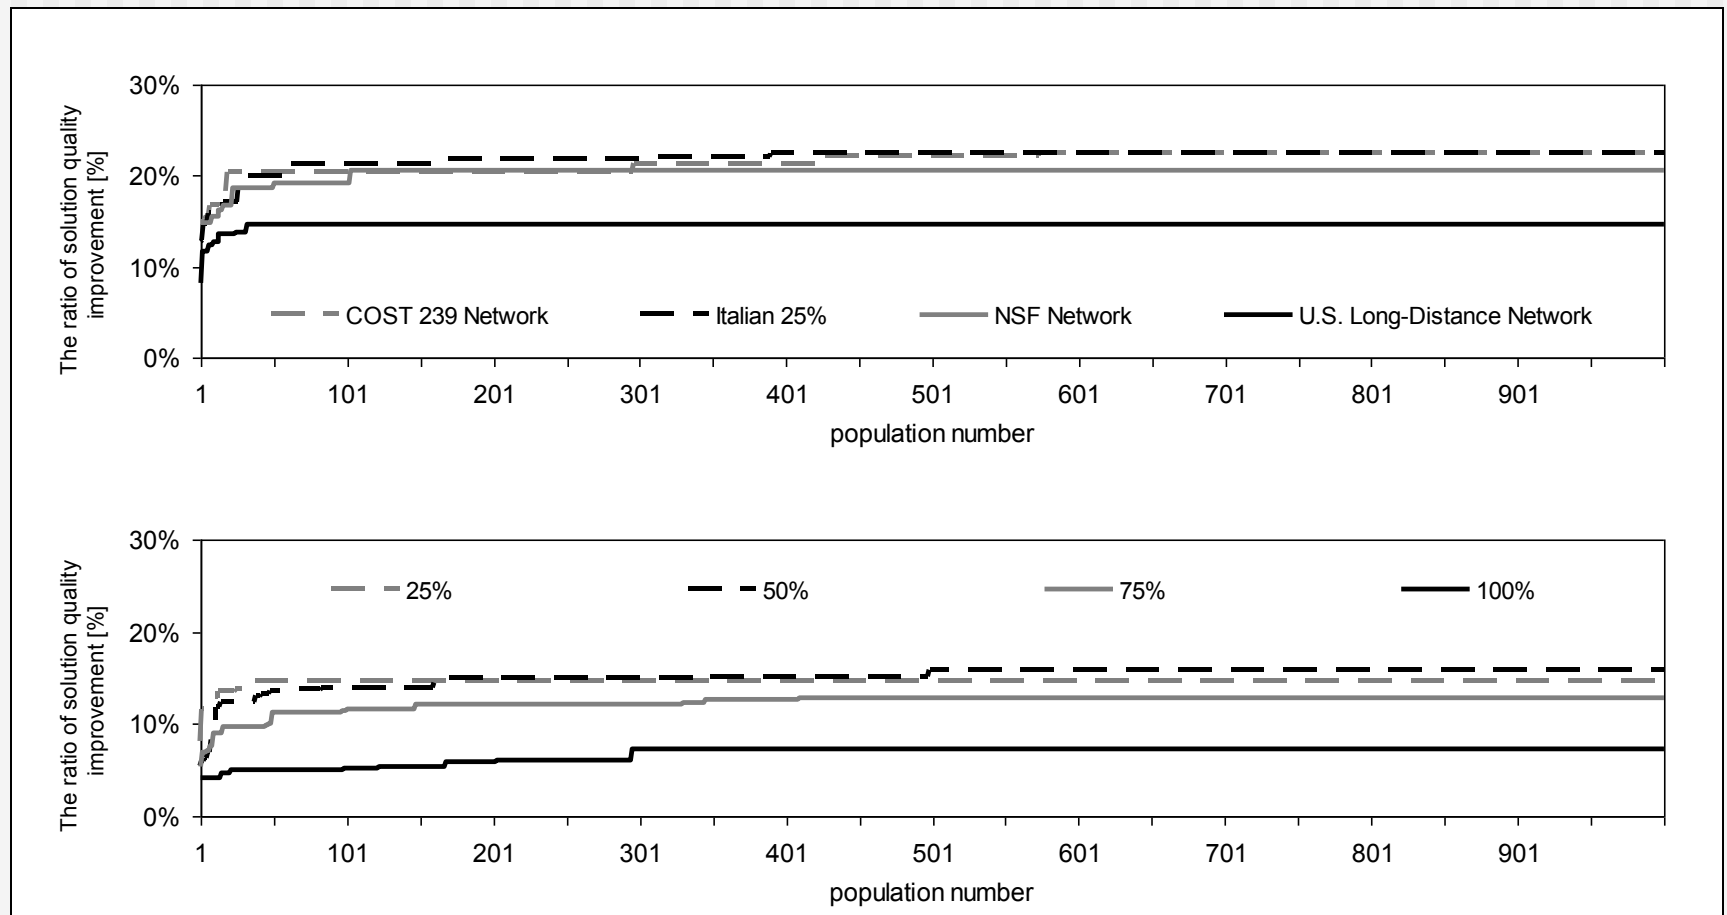 The ratio of solution quality
improvement [%]
30%
20%
10%
0%
COST 239 Network Italian 25% NSF Network U.S. Long-Distance Network
1 101 201 301 401 501 601 701 801 901
population number
The ratio of solution quality
improvement [%]
30%
20%
10%
0%
25% 50% 75% 100%
1 101 201 301 401 501 601 701 801 901
population number